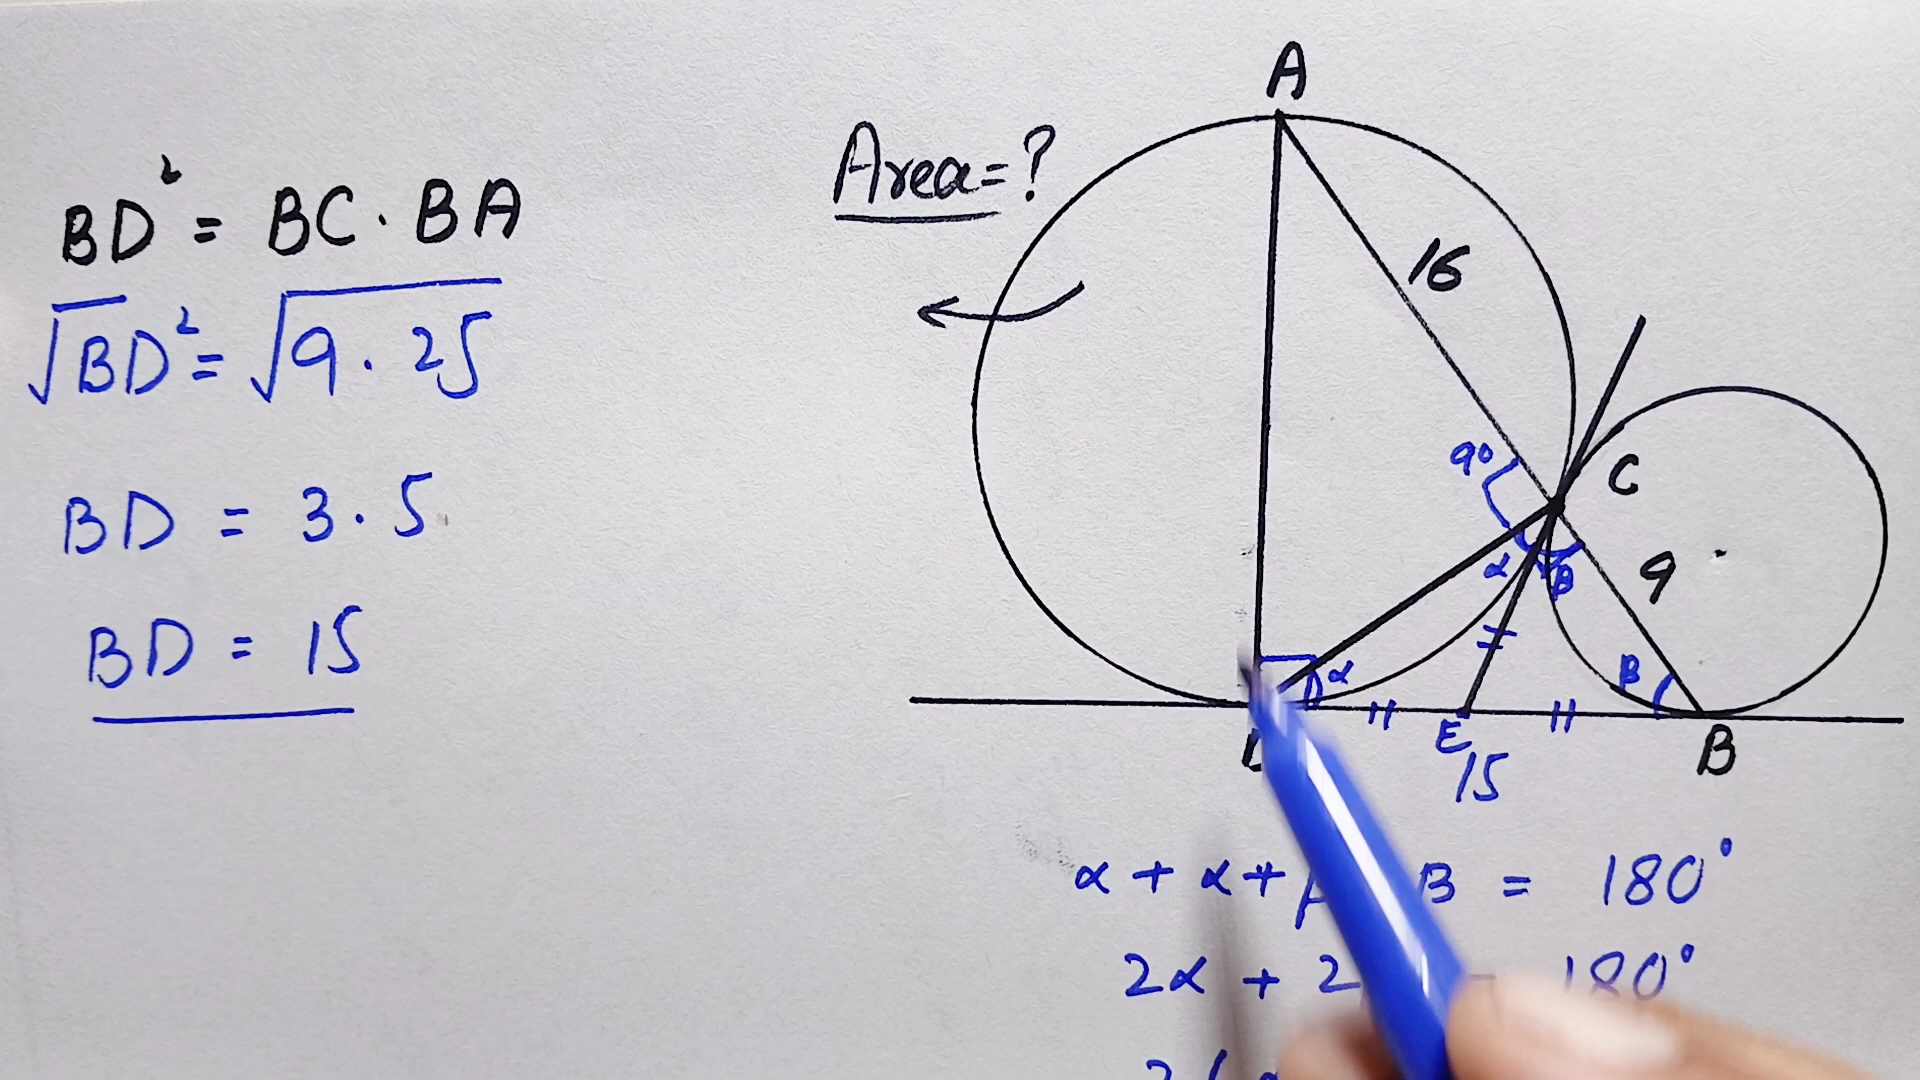 BD² = BC · BA
√BD² = √9 · 25
BD = 3 · 5
BD = 15
A
Area = ?
16
90
C
α
β
9
α
β
E
B
15
α + α + β B = 180°
2α + 2 180°
2(